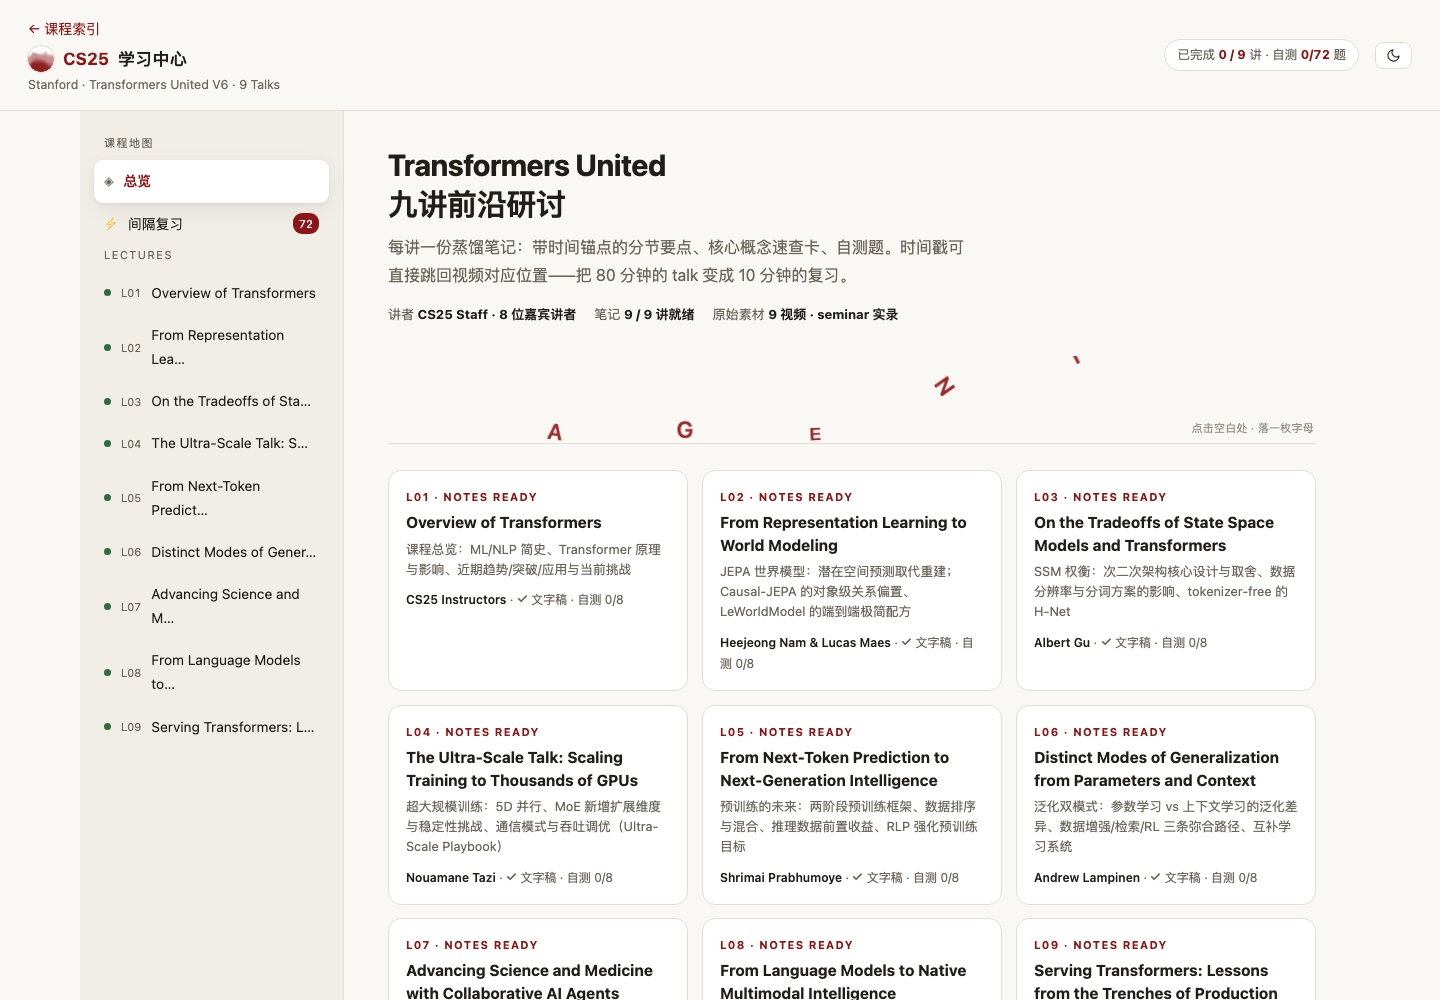 ← 课程索引
CS25 学习中心
Stanford · Transformers United V6 · 9 Talks
已完成 0 / 9 讲 · 自测 0/72 题
课程地图
总览
间隔复习 72
LECTURES
L01 Overview of Transformers
L02 From Representation
Lea...
L03 On the Tradeoffs of Sta...
L04 The Ultra-Scale Talk: S...
L05 From Next-Token
Predict...
L06 Distinct Modes of Gener...
L07 Advancing Science and
M...
L08 From Language Models
to...
L09 Serving Transformers: L...
Transformers United
九讲前沿研讨
每讲一份蒸馏笔记：带时间锚点的分节要点、核心概念速查卡、自测题。时间戳可
直接跳回视频对应位置——把 80 分钟的 talk 变成 10 分钟的复习。
讲者 CS25 Staff · 8 位嘉宾讲者 笔记 9 / 9 讲就绪 原始素材 9 视频 · seminar 实录
A G E N
点击空白处 · 落一枚字母
L01 · NOTES READY
Overview of Transformers
课程总览：ML/NLP 简史、Transformer 原理
与影响、近期趋势/突破/应用与当前挑战
CS25 Instructors · ✓ 文字稿 · 自测 0/8
L02 · NOTES READY
From Representation Learning to
World Modeling
JEPA 世界模型：潜在空间预测取代重建；
Causal-JEPA 的对象级关系偏置、
LeWorldModel 的端到端极简配方
Heejeong Nam & Lucas Maes · ✓ 文字稿 · 自
测 0/8
L03 · NOTES READY
On the Tradeoffs of State Space
Models and Transformers
SSM 权衡：次二次架构核心设计与取舍、数据
分辨率与分词方案的影响、tokenizer-free 的
H-Net
Albert Gu · ✓ 文字稿 · 自测 0/8
L04 · NOTES READY
The Ultra-Scale Talk: Scaling
Training to Thousands of GPUs
超大规模训练：5D 并行、MoE 新增扩展维度
与稳定性挑战、通信模式与吞吐调优（Ultra-
Scale Playbook）
Nouamane Tazi · ✓ 文字稿 · 自测 0/8
L05 · NOTES READY
From Next-Token Prediction to
Next-Generation Intelligence
预训练的未来：两阶段预训练框架、数据排序
与混合、推理数据前置收益、RLP 强化预训练
目标
Shrimai Prabhumoye · ✓ 文字稿 · 自测 0/8
L06 · NOTES READY
Distinct Modes of Generalization
from Parameters and Context
泛化双模式：参数学习 vs 上下文学习的泛化差
异、数据增强/检索/RL 三条弥合路径、互补学
习系统
Andrew Lampinen · ✓ 文字稿 · 自测 0/8
L07 · NOTES READY
Advancing Science and Medicine
with Collaborative AI Agents
L08 · NOTES READY
From Language Models to Native
Multimodal Intelligence
L09 · NOTES READY
Serving Transformers: Lessons
from the Trenches of Production